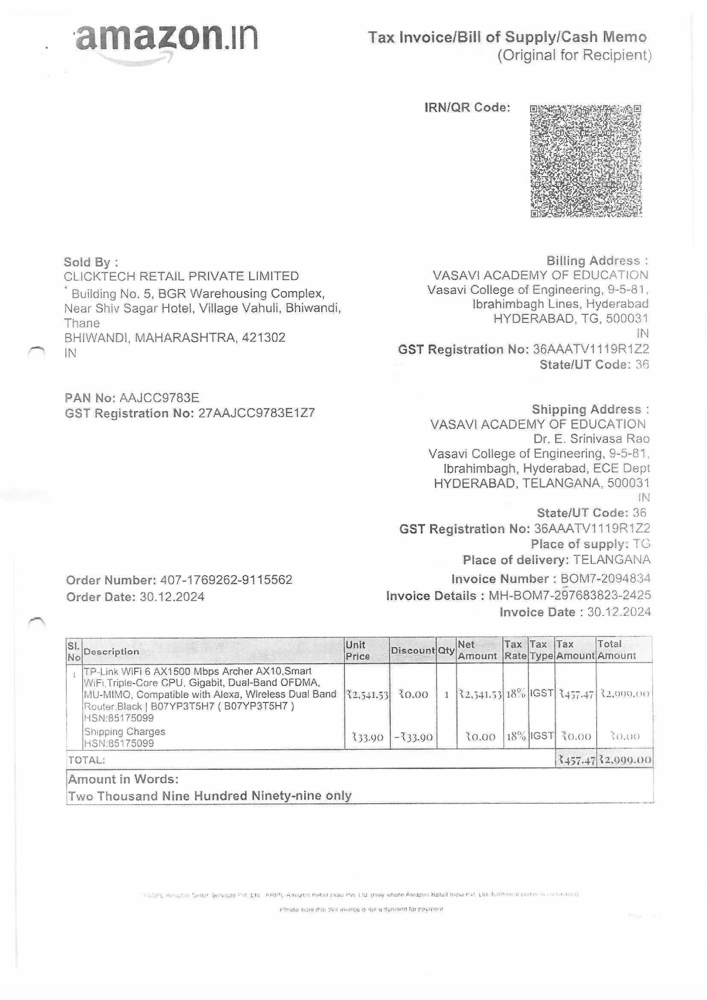 amazon.in
Tax Invoice/Bill of Supply/Cash Memo
(Original for Recipient)
IRN/QR Code:
Sold By :
CLICKTECH RETAIL PRIVATE LIMITED
* Building No. 5, BGR Warehousing Complex,
Near Shiv Sagar Hotel, Village Vahuli, Bhiwandi,
Thane
BHIWANDI, MAHARASHTRA, 421302
IN
PAN No: AAJCC9783E
GST Registration No: 27AAJCC9783E1Z7
Billing Address :
VASAVI ACADEMY OF EDUCATION
Vasavi College of Engineering, 9-5-81,
Ibrahimbagh Lines, Hyderabad
HYDERABAD, TG, 500031
IN
GST Registration No: 36AAATV1119R1Z2
State/UT Code: 36
Shipping Address :
VASAVI ACADEMY OF EDUCATION
Dr. E. Srinivasa Rao
Vasavi College of Engineering, 9-5-81,
Ibrahimbagh, Hyderabad, ECE Dept
HYDERABAD, TELANGANA, 500031
IN
State/UT Code: 36
GST Registration No: 36AAATV1119R1Z2
Place of supply: TG
Place of delivery: TELANGANA
Order Number: 407-1769262-9115562
Order Date: 30.12.2024
Invoice Number : BOM7-2094834
Invoice Details : MH-BOM7-297683823-2425
Invoice Date : 30.12.2024
Sl. No Description Unit Price Discount Qty Net Amount Tax Rate Tax Type Tax Amount Total Amount
1 TP-Link WiFi 6 AX1500 Mbps Archer AX10,Smart
WiFi,Triple-Core CPU, Gigabit, Dual-Band OFDMA,
MU-MIMO, Compatible with Alexa, Wireless Dual Band ₹2,541.53 ₹0.00 1 ₹2,541.53 18% IGST ₹457.47 ₹2,999.00
Router,Black | B07YP3T5H7 ( B07YP3T5H7 )
HSN:85175099
Shipping Charges ₹33.90 -₹33.90 ₹0.00 18% IGST ₹0.00 ₹0.00
HSN:85175099
TOTAL: ₹457.47 ₹2,999.00
Amount in Words:
Two Thousand Nine Hundred Ninety-nine only
*ASSPL-Amazon Seller Services Pvt. Ltd., ARIPL-Amazon Retail India Pvt. Ltd. (only where Amazon Retail India Pvt. Ltd. fulfillment center is co-located)
Please note that this invoice is not a demand for payment